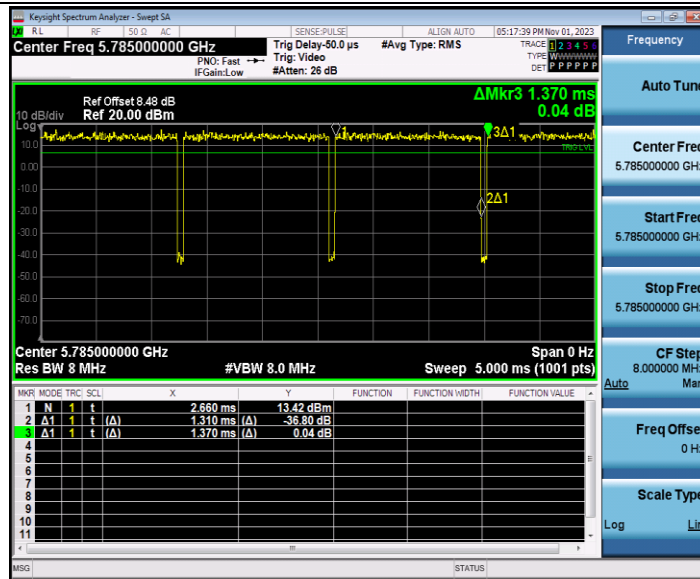 Keysight Spectrum Analyzer - Swept SA
RL RF 50 Ω AC SENSE:PULSE ALIGN AUTO 05:17:39 PM Nov 01, 2023
Center Freq 5.785000000 GHz
PNO: Fast
IFGain:Low
Trig Delay-50.0 µs
Trig: Video
#Atten: 26 dB
#Avg Type: RMS
TRACE 1 2 3 4 5 6
TYPE WWWWWW
DET P P P P P P
Ref Offset 8.48 dB
Ref 20.00 dBm
10 dB/div
Log
ΔMkr3 1.370 ms
0.04 dB
1
3Δ1
TRIG LVL
2Δ1
10.0
0.00
-10.0
-20.0
-30.0
-40.0
-50.0
-60.0
-70.0
Center 5.785000000 GHz Span 0 Hz
Res BW 8 MHz #VBW 8.0 MHz Sweep 5.000 ms (1001 pts)
MKR MODE TRC SCL X Y FUNCTION FUNCTION WIDTH FUNCTION VALUE
1 N 1 t 2.660 ms 13.42 dBm
2 Δ1 1 t (Δ) 1.310 ms (Δ) -36.80 dB
3 Δ1 1 t (Δ) 1.370 ms (Δ) 0.04 dB
4
5
6
7
8
9
10
11
MSG STATUS
Frequency
Auto Tune
Center Freq
5.785000000 GHz
Start Freq
5.785000000 GHz
Stop Freq
5.785000000 GHz
CF Step
8.000000 MHz
Auto Man
Freq Offset
0 Hz
Scale Type
Log Lin